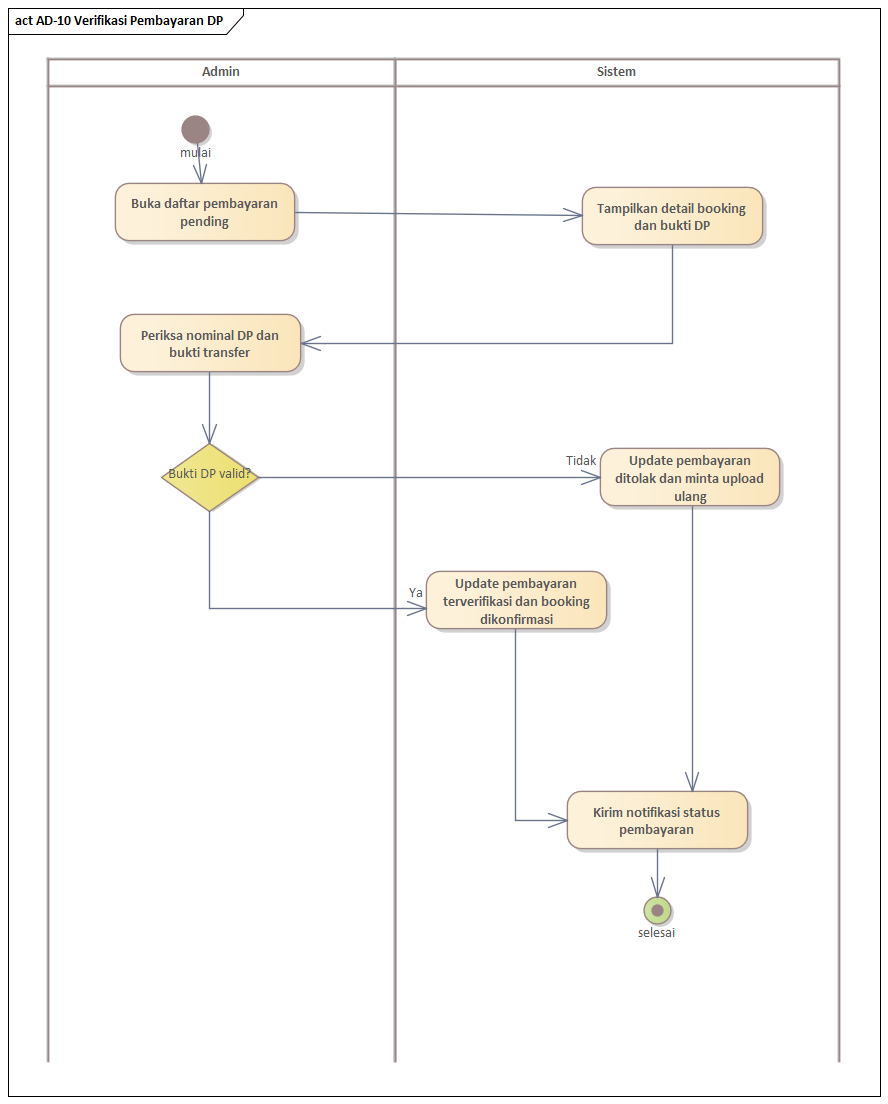 act AD-10 Verifikasi Pembayaran DP
Admin
Sistem
mulai
Buka daftar pembayaran
pending
Tampilkan detail booking
dan bukti DP
Periksa nominal DP dan
bukti transfer
Bukti DP valid?
Tidak
Update pembayaran
ditolak dan minta upload
ulang
Ya
Update pembayaran
terverifikasi dan booking
dikonfirmasi
Kirim notifikasi status
pembayaran
selesai